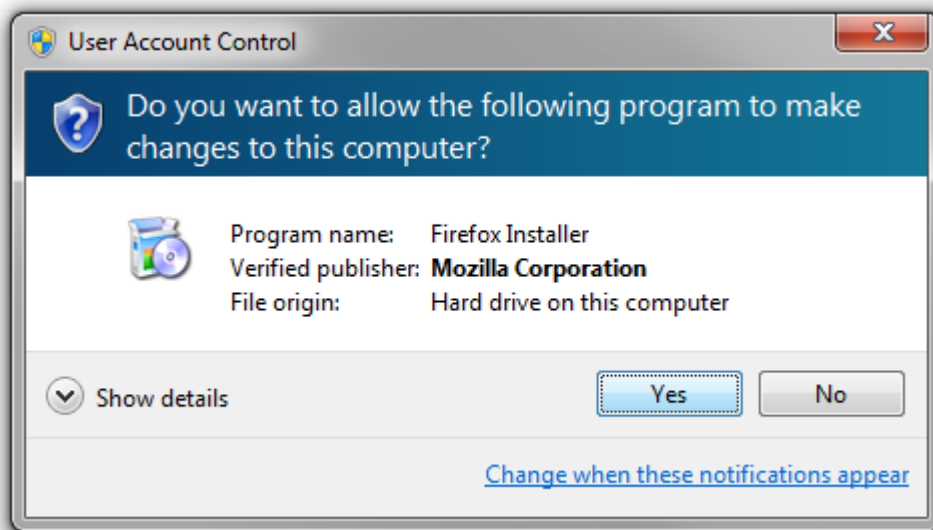 User Account Control
Do you want to allow the following program to make
changes to this computer?
Program name: Firefox Installer
Verified publisher: Mozilla Corporation
File origin: Hard drive on this computer
Show details
Yes
No
Change when these notifications appear